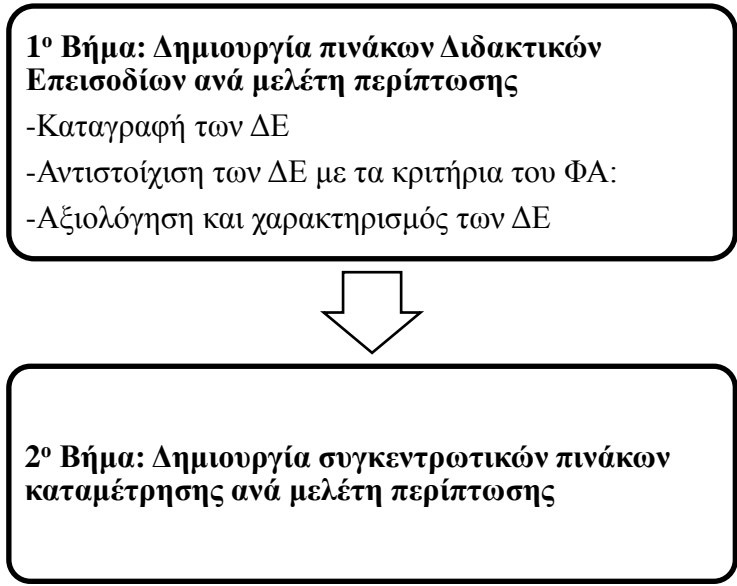 1ο Βήμα: Δημιουργία πινάκων Διδακτικών
Επεισοδίων ανά μελέτη περίπτωσης
-Καταγραφή των ΔΕ
-Αντιστοίχιση των ΔΕ με τα κριτήρια του ΦΑ:
-Αξιολόγηση και χαρακτηρισμός των ΔΕ
2ο Βήμα: Δημιουργία συγκεντρωτικών πινάκων
καταμέτρησης ανά μελέτη περίπτωσης